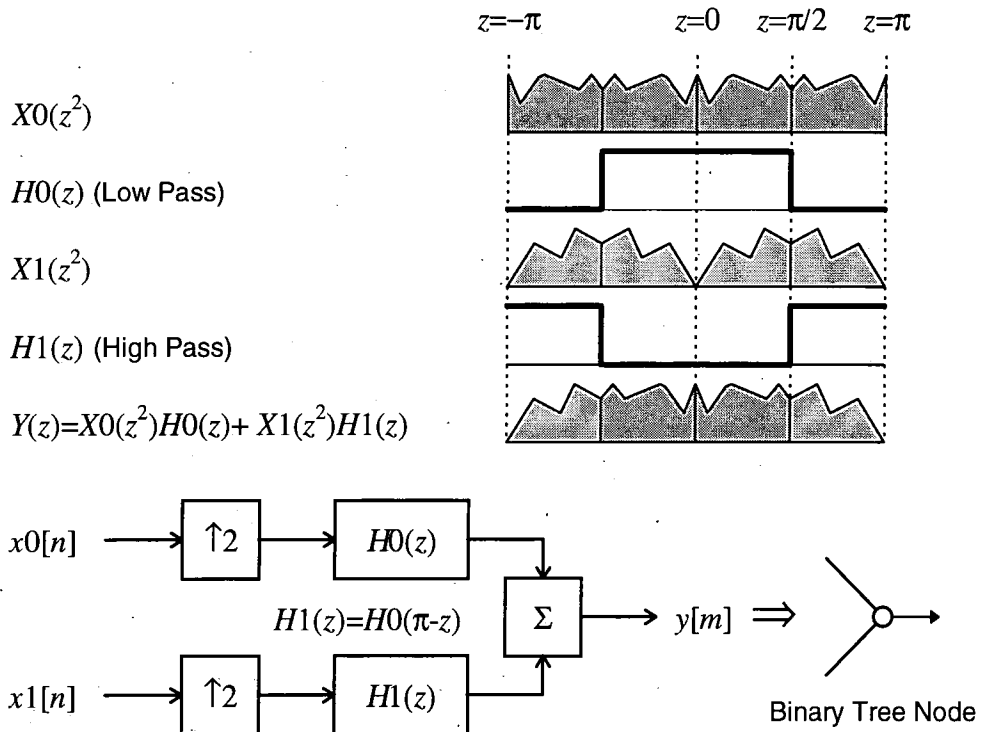 z=−π z=0 z=π/2 z=π
X0(z²)
H0(z) (Low Pass)
X1(z²)
H1(z) (High Pass)
Y(z)=X0(z²)H0(z)+ X1(z²)H1(z)
x0[n] ↑2 H0(z)
H1(z)=H0(π-z) Σ y[m] ⇒
x1[n] ↑2 H1(z)
Binary Tree Node